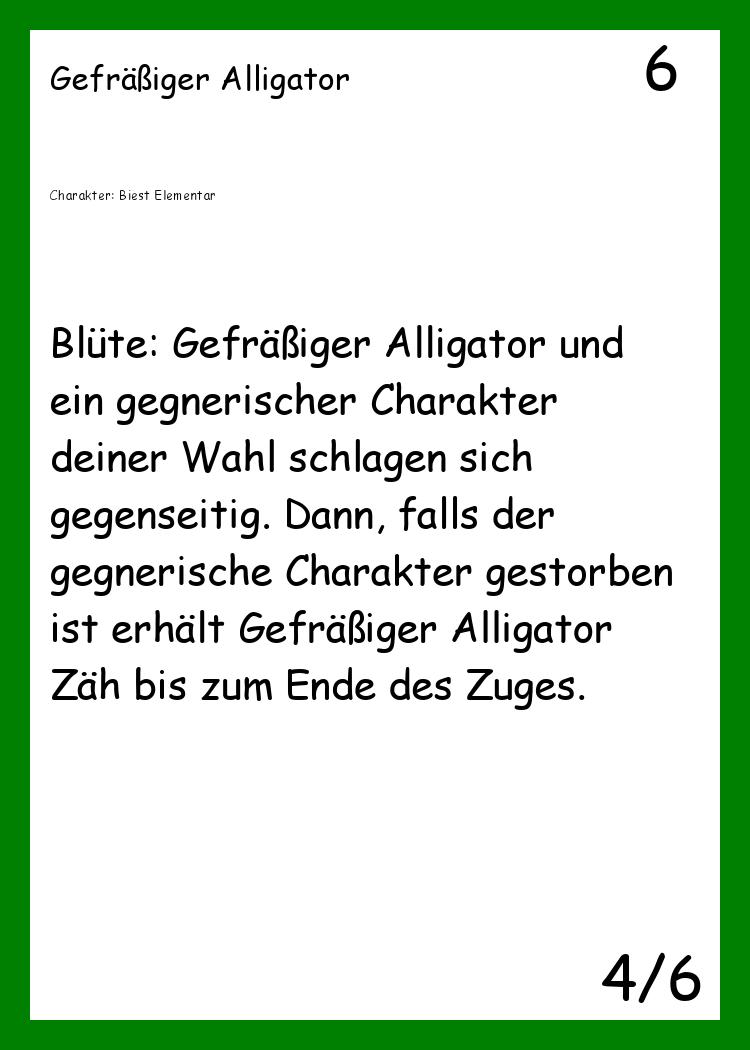 Gefräßiger Alligator
6
Charakter: Biest Elementar
Blüte: Gefräßiger Alligator und
ein gegnerischer Charakter
deiner Wahl schlagen sich
gegenseitig. Dann, falls der
gegnerische Charakter gestorben
ist erhält Gefräßiger Alligator
Zäh bis zum Ende des Zuges.
4/6